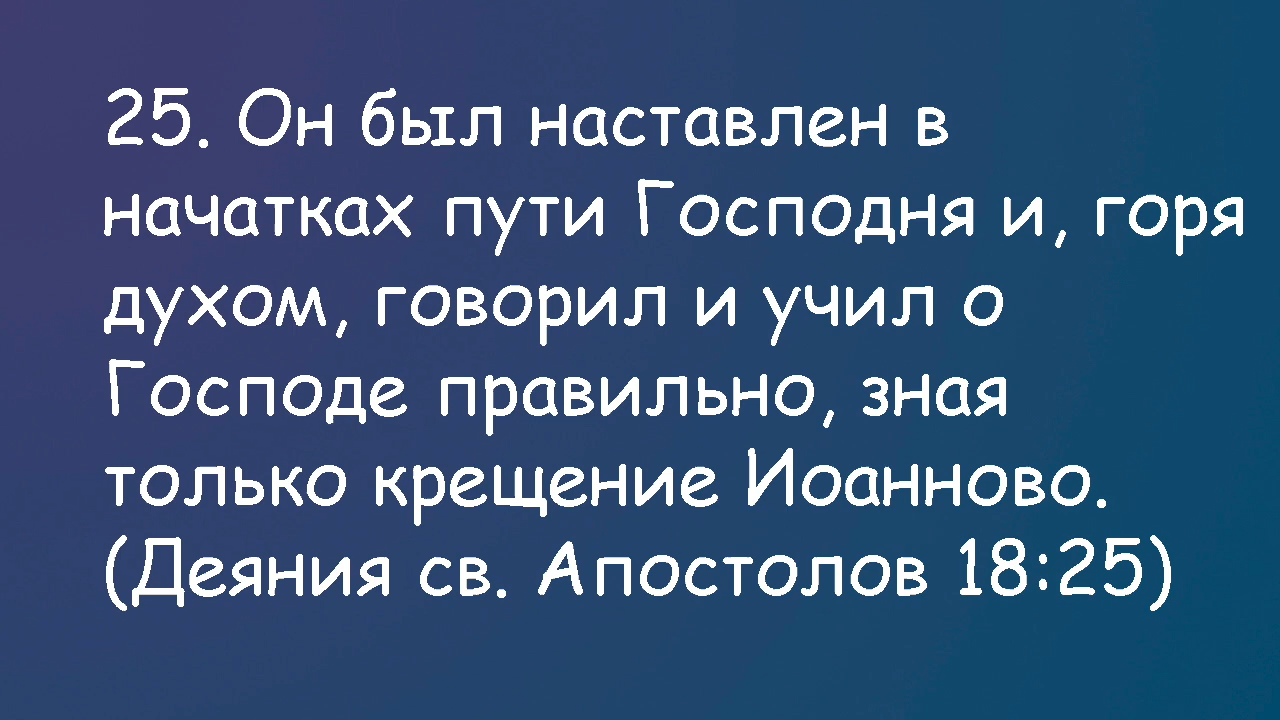 25. Он был наставлен в
начатках пути Господня и, горя
духом, говорил и учил о
Господе правильно, зная
только крещение Иоанново.
(Деяния св. Апостолов 18:25)